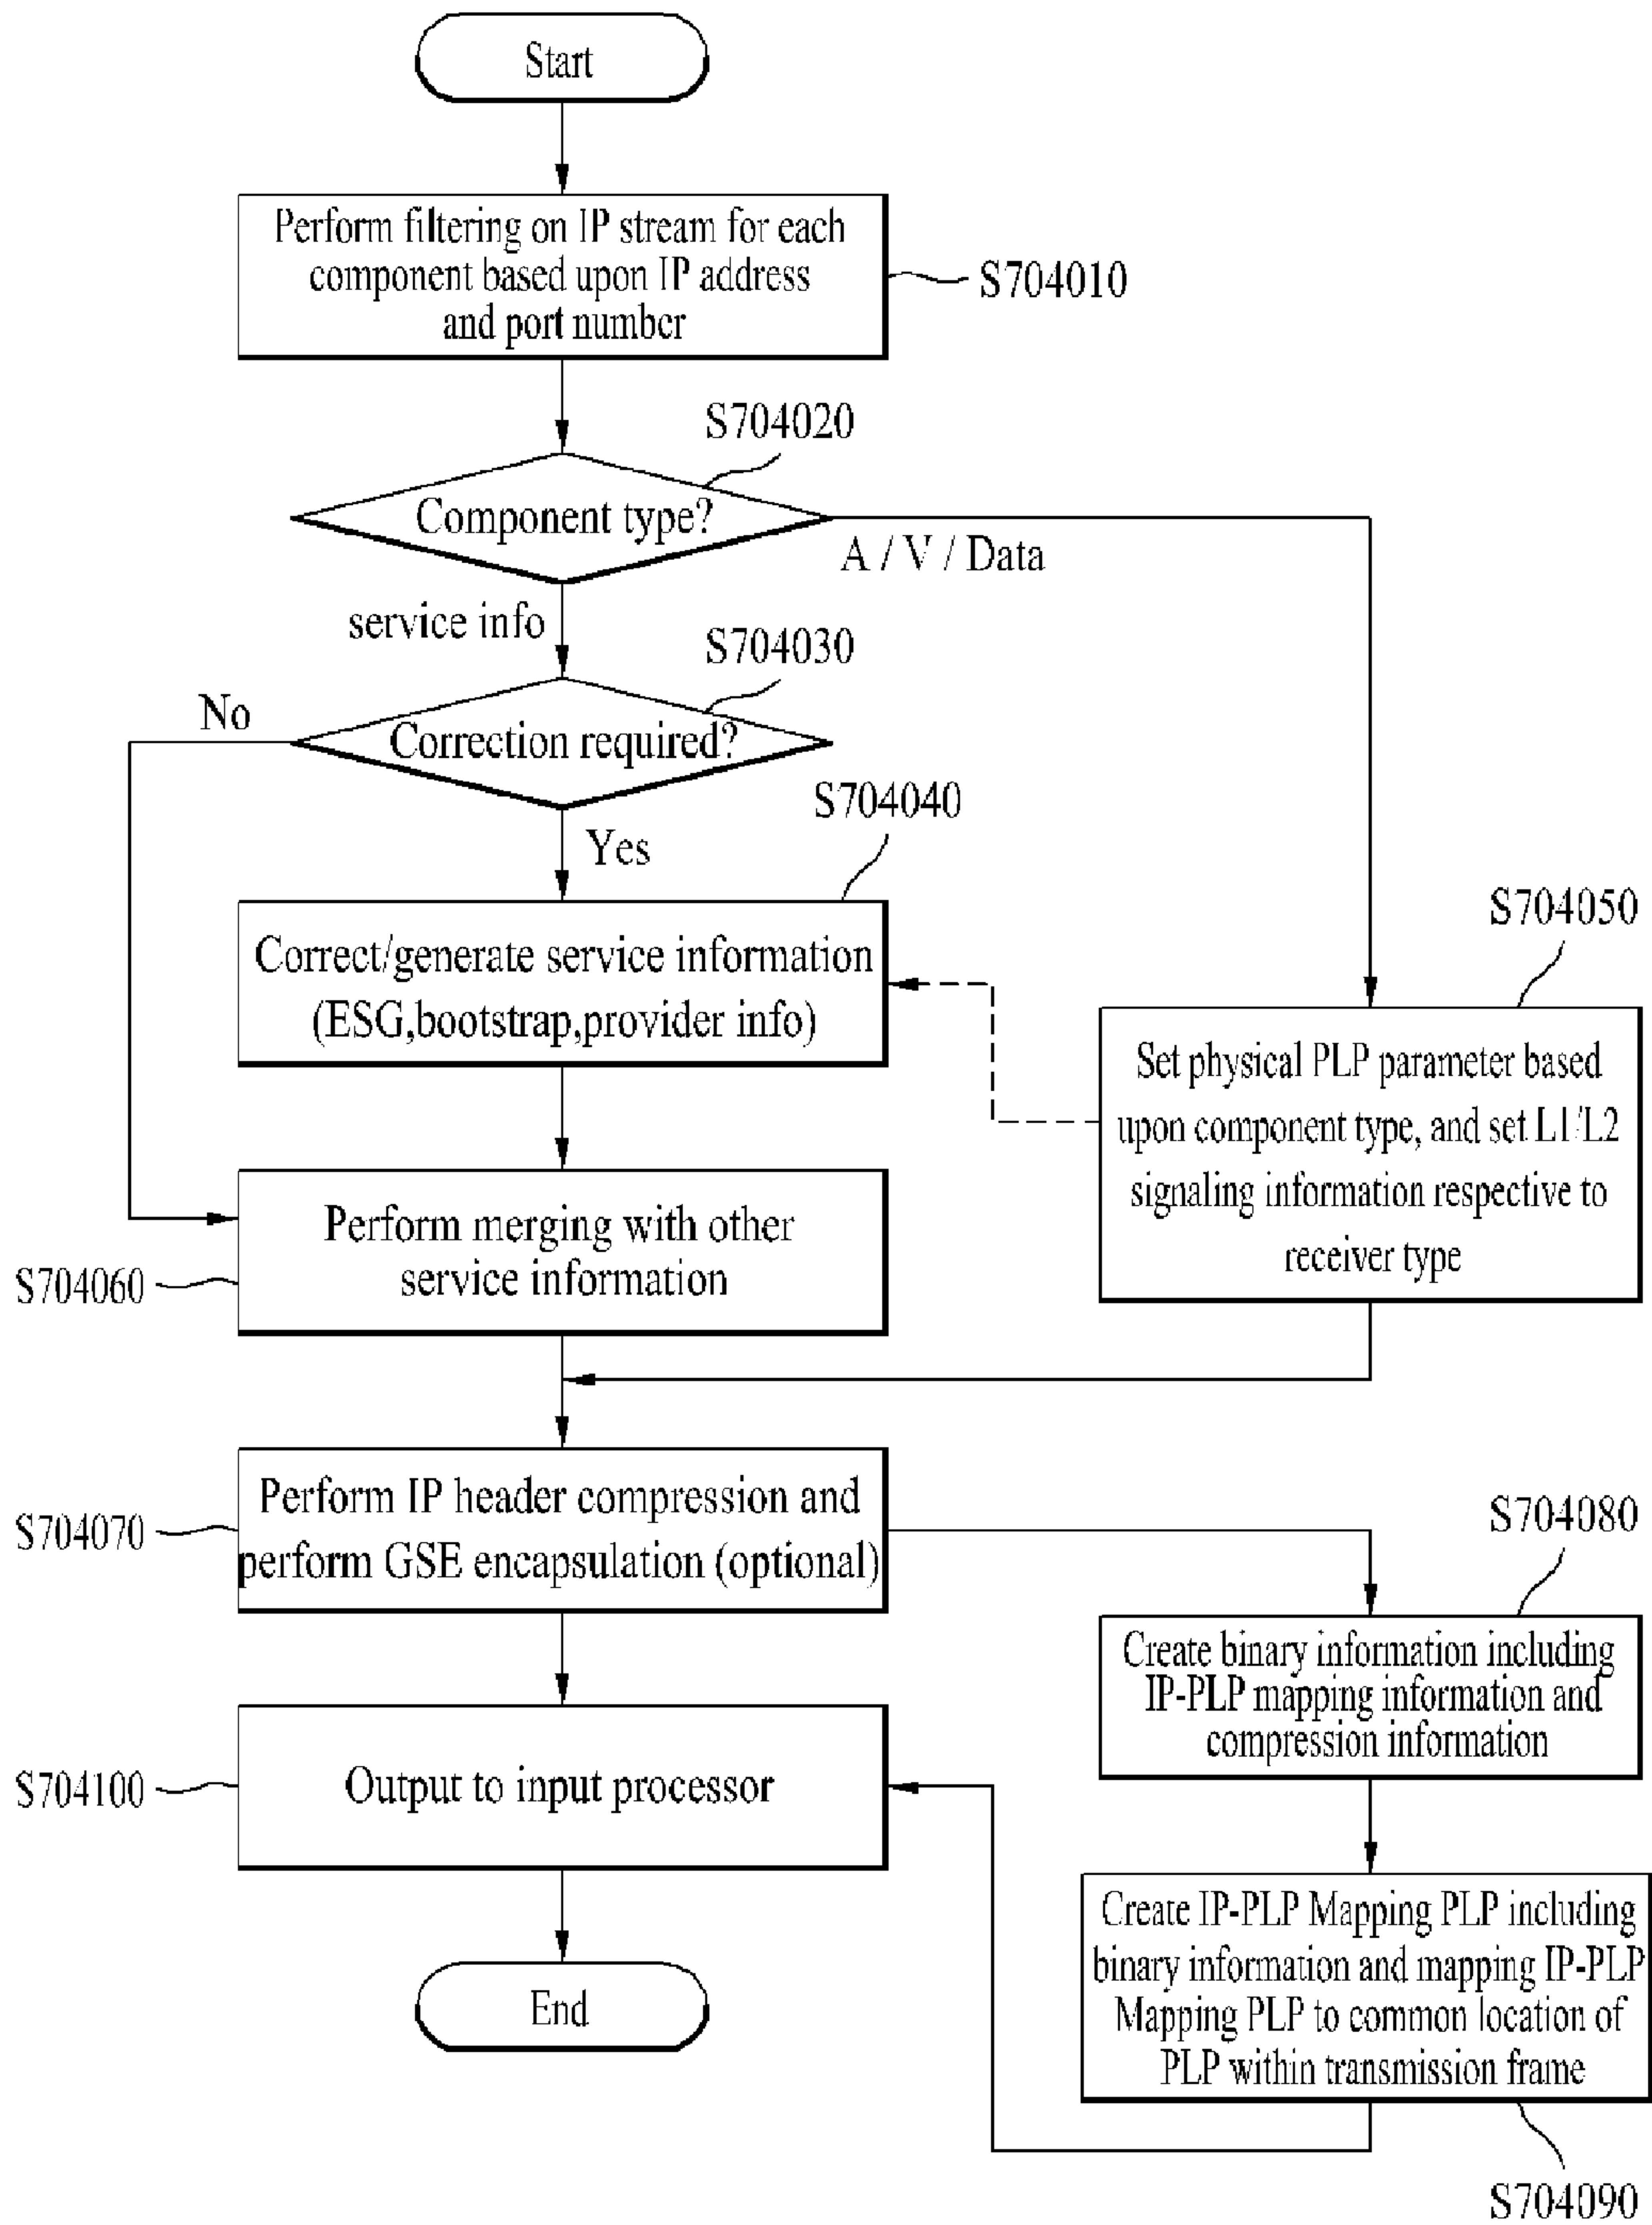 Start
Perform filtering on IP stream for each
component based upon IP address
and port number
S704010
S704020
Component type?
A / V / Data
service info
S704030
No
Correction required?
S704040
Yes
S704050
Correct/generate service information
(ESG,bootstrap,provider info)
Set physical PLP parameter based
upon component type, and set L1/L2
signaling information respective to
receiver type
Perform merging with other
service information
S704060
Perform IP header compression and
perform GSE encapsulation (optional)
S704070
S704080
Create binary information including
IP-PLP mapping information and
compression information
Output to input processor
S704100
Create IP-PLP Mapping PLP including
binary information and mapping IP-PLP
Mapping PLP to common location of
PLP within transmission frame
End
S704090